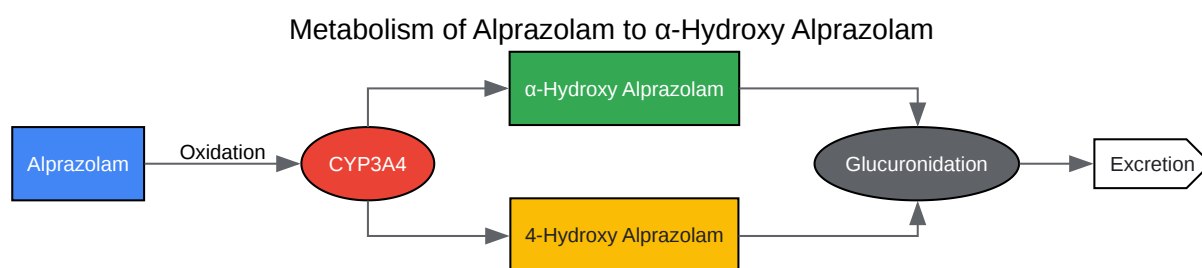 Metabolism of Alprazolam to α-Hydroxy Alprazolam
α-Hydroxy Alprazolam
Alprazolam
Oxidation
CYP3A4
Glucuronidation
Excretion
4-Hydroxy Alprazolam